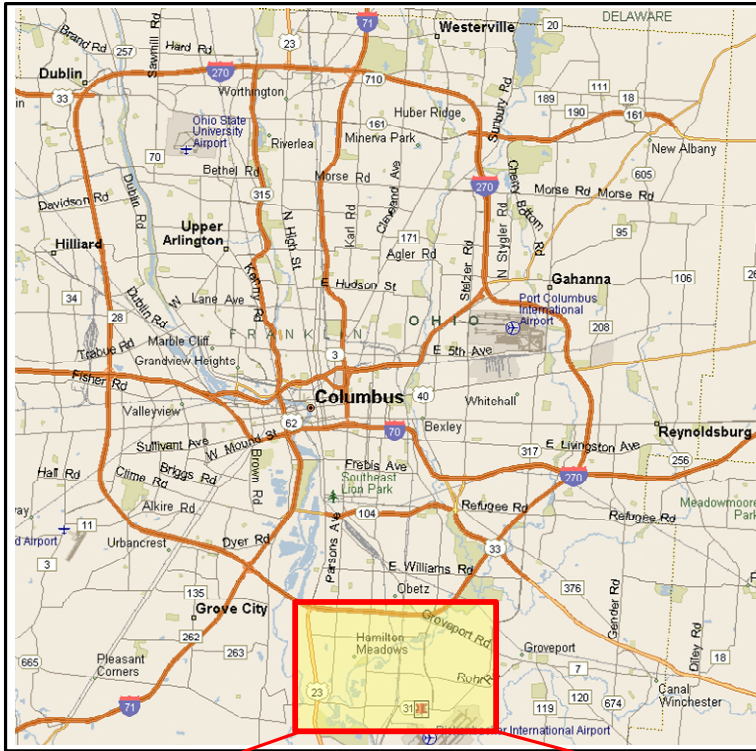 DELAWARE
Westerville
20
71
23
Brand Rd
257
Sawmill Rd
Hard Rd
Dublin
33
270
Worthington
710
Huber Ridge
Sunbury Rd
189
111
18
190
161
Ohio State
University
Airport
Riverlea
161
Minerva Park
New Albany
70
Bethel Rd
Morse Rd
Cleveland Ave
270
Cherry Bottom Rd
605
Morse Rd
Morse Rd
Davidson Rd
Dublin Rd
315
N High St
Karl Rd
Upper
Arlington
171
Agler Rd
Stelzer Rd
N Stygler Rd
95
Hilliard
Kenny Rd
E Hudson St
Gahanna
106
34
Dublin Rd
W
Lane Ave
Port Columbus
International
Airport
28
FRANKLIN
OHIO
208
Trabue Rd
Marble Cliff
Grandview Heights
3
E 5th Ave
Fisher Rd
Columbus
40
Whitehall
Valleyview
62
70
Bexley
Reynoldsburg
Sullivant Ave
W Mound St
317
E Livingston Ave
256
Hall Rd
Clime Rd
Briggs Rd
Brown Rd
Frebis Ave
Southeast
Lion Park
270
Meadowmoore
Park
Alkire Rd
104
Refugee Rd
Refugee Rd
11
d Airport
3
Urbancrest
Dyer Rd
Parsons Ave
33
E Williams Rd
376
Gender Rd
135
Obetz
Grove City
262
Groveport Rd
Hamilton
Meadows
Groveport
Diley Rd
665
263
Pleasant
Corners
7
18
23
Canal
Winchester
71
120
119
674
International Airport